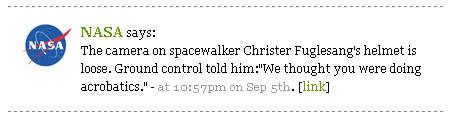 NASA
NASA says:
The camera on spacewalker Christer Fuglesang's helmet is
loose. Ground control told him:"We thought you were doing
acrobatics." - at 10:57pm on Sep 5th. [link]